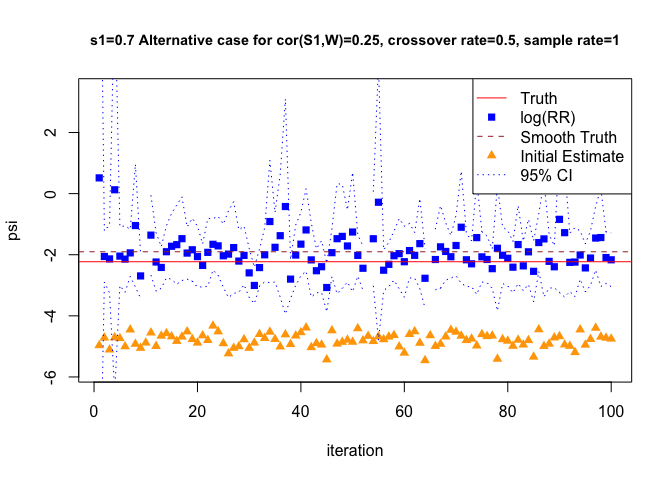 s1=0.7 Alternative case for cor(S1,W)=0.25, crossover rate=0.5, sample rate=1
Truth
log(RR)
Smooth Truth
Initial Estimate
95% CI
psi
2
0
-2
-4
-6
0 20 40 60 80 100
iteration